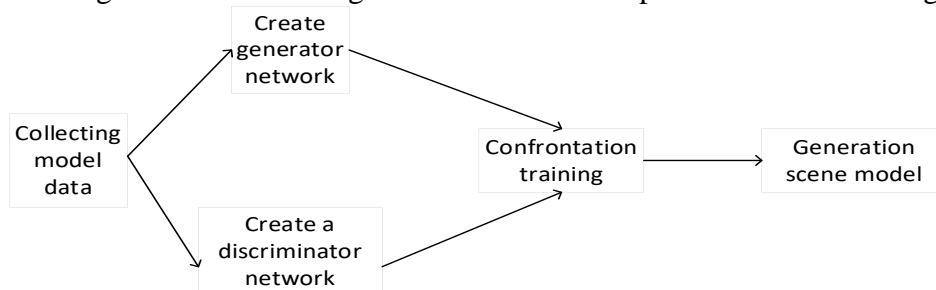 Create
generator
network
Collecting
model
data
Confrontation
training
Generation
scene model
Create a
discriminator
network